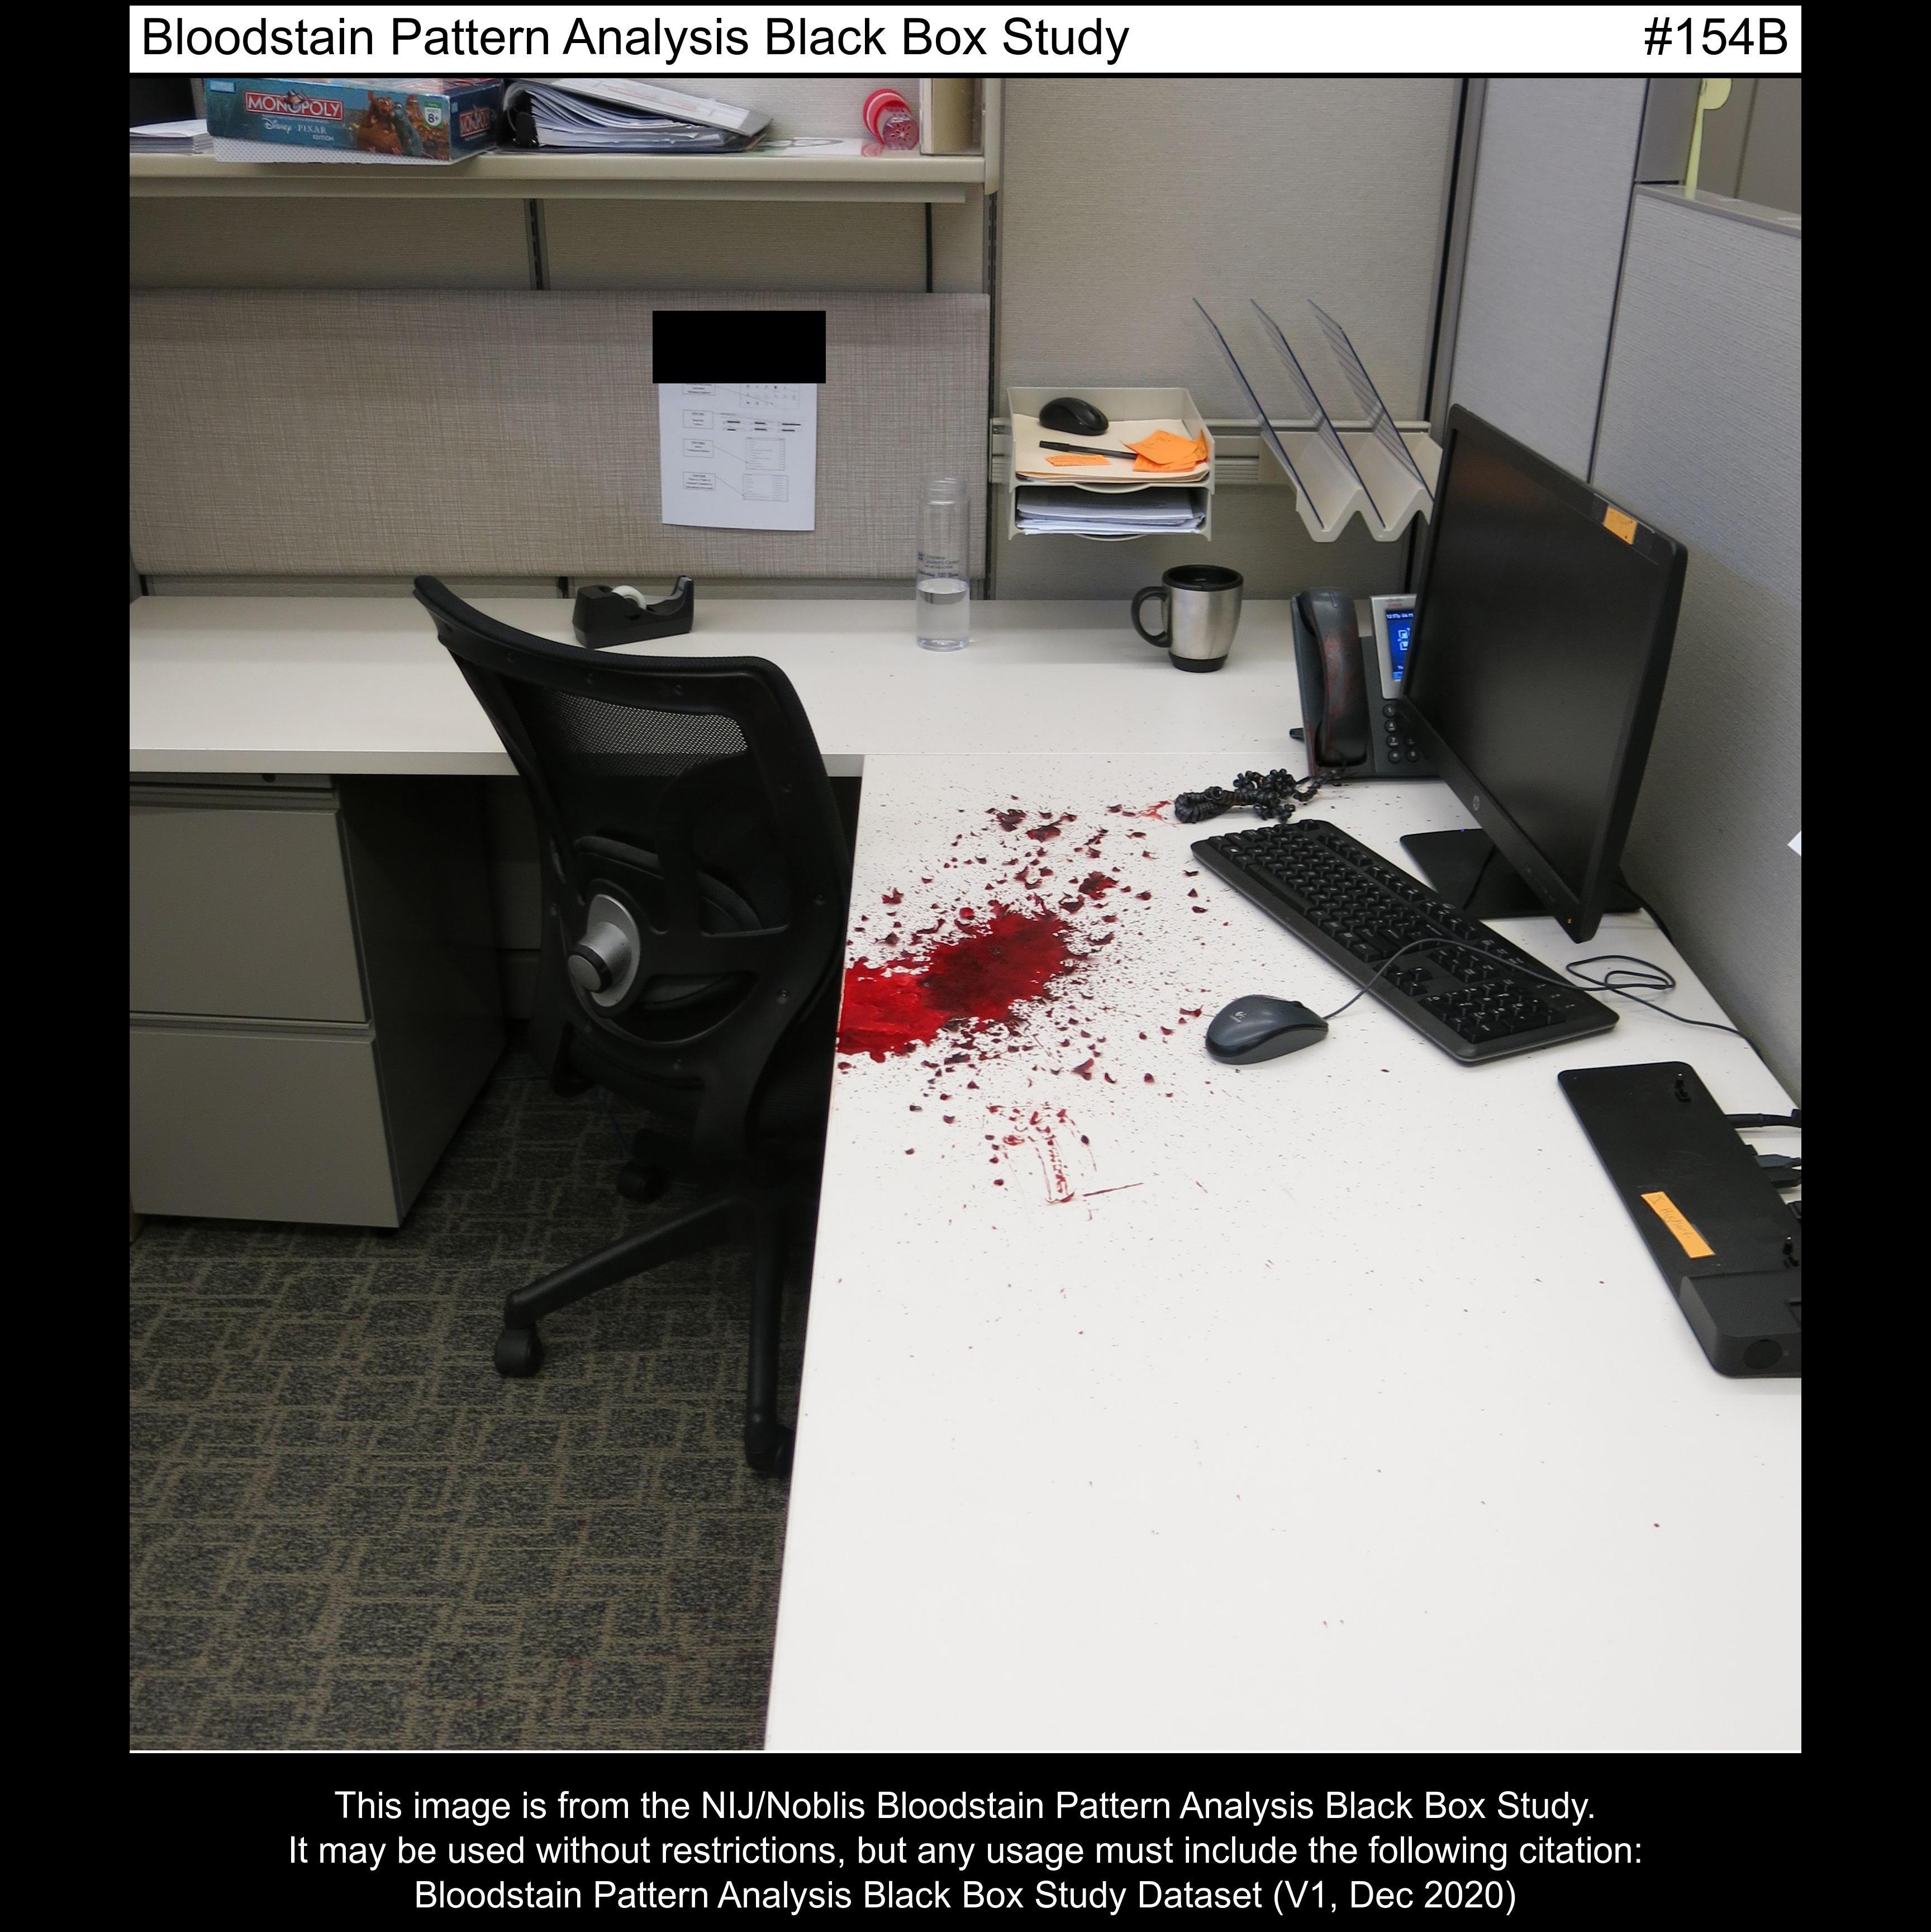 Bloodstain Pattern Analysis Black Box Study #154B
MONOPOLY
Disney PIXAR
EDITION
8+
MONOPOLY
This image is from the NIJ/Noblis Bloodstain Pattern Analysis Black Box Study.
It may be used without restrictions, but any usage must include the following citation:
Bloodstain Pattern Analysis Black Box Study Dataset (V1, Dec 2020)